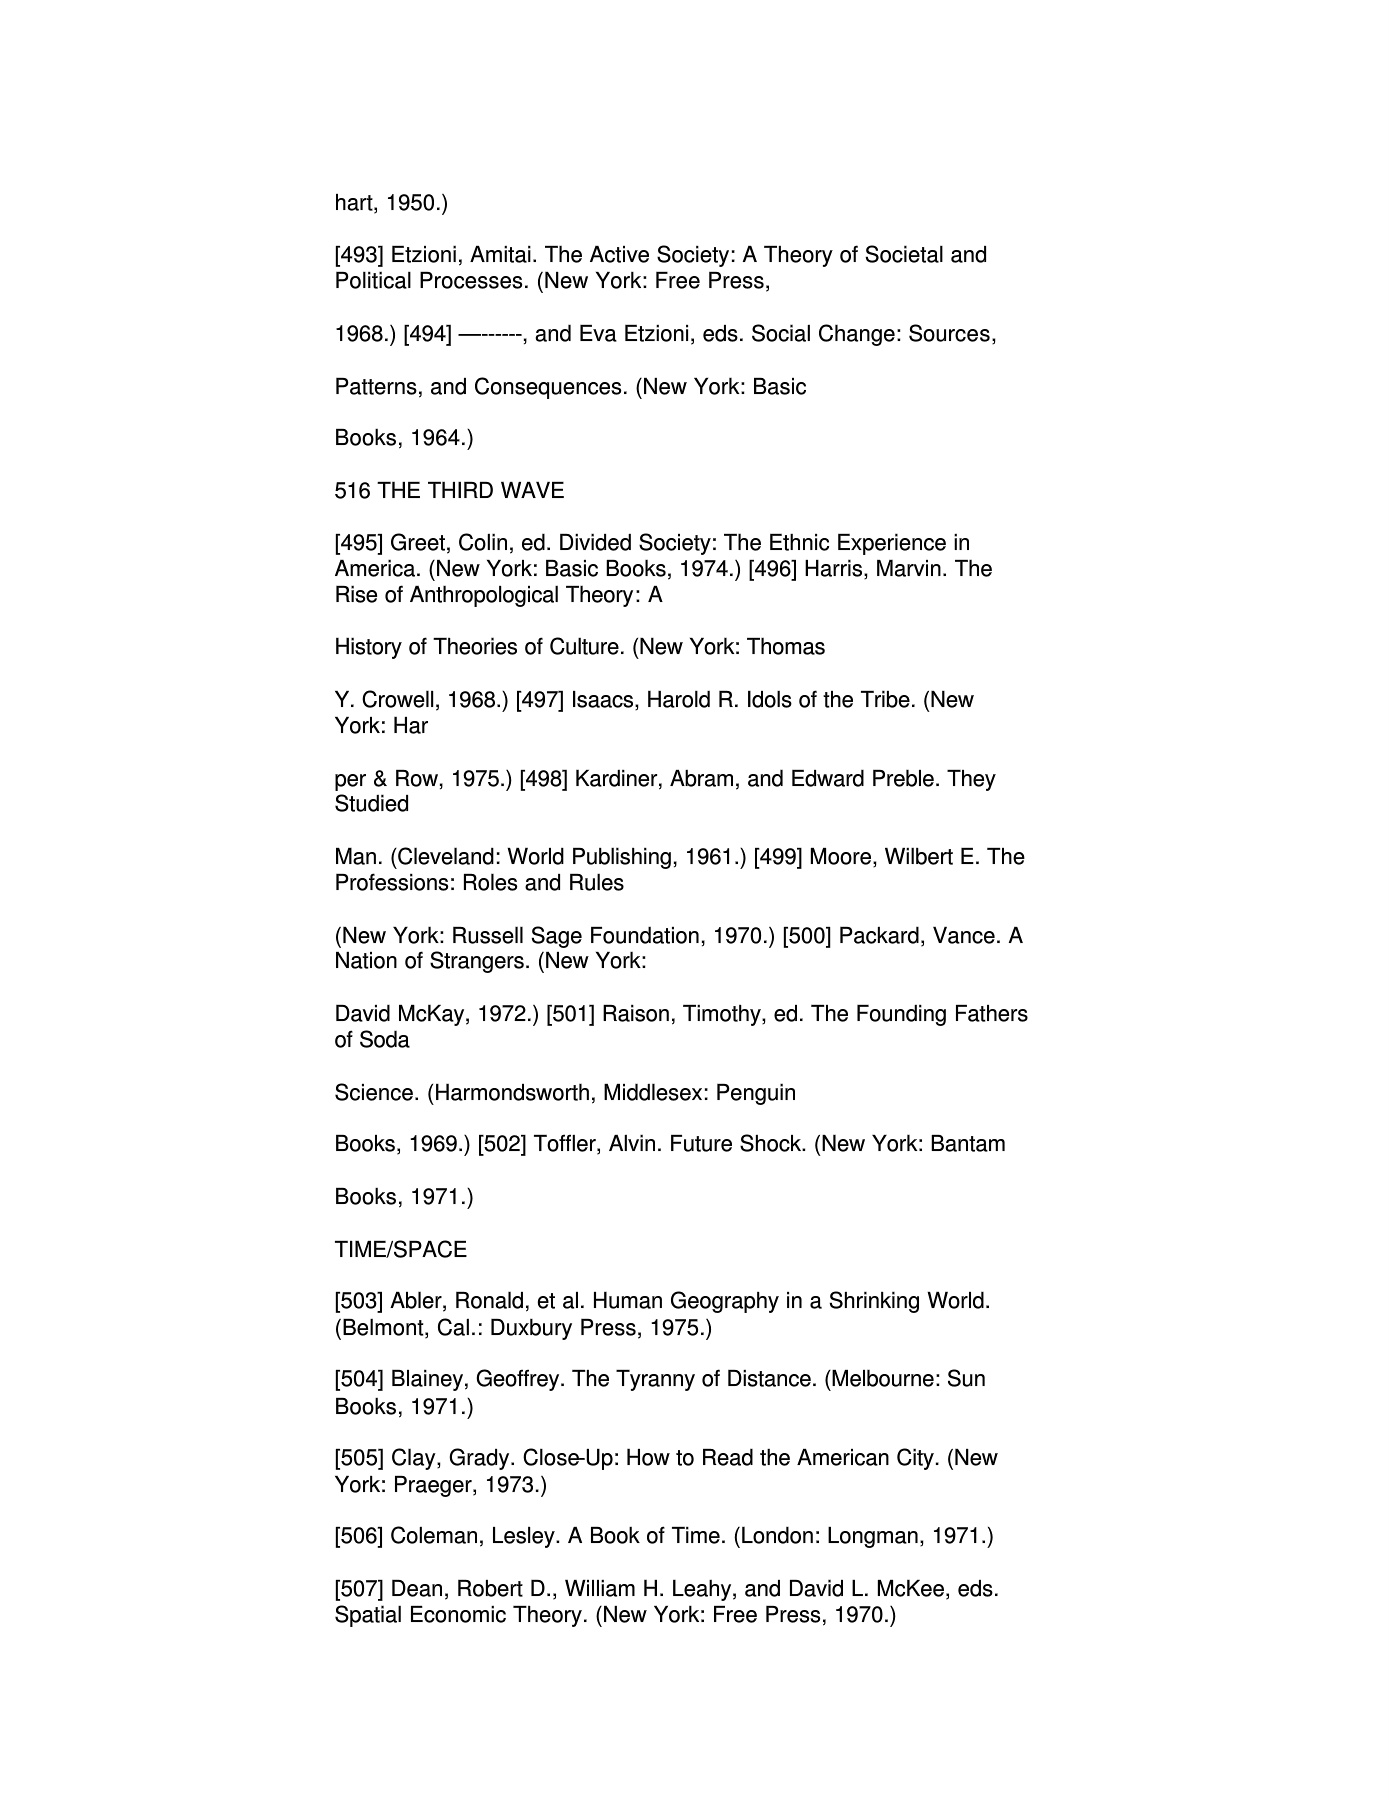 hart, 1950.)
[493] Etzioni, Amitai. The Active Society: A Theory of Societal and
Political Processes. (New York: Free Press,
1968.) [494] —------, and Eva Etzioni, eds. Social Change: Sources,
Patterns, and Consequences. (New York: Basic
Books, 1964.)
516 THE THIRD WAVE
[495] Greet, Colin, ed. Divided Society: The Ethnic Experience in
America. (New York: Basic Books, 1974.) [496] Harris, Marvin. The
Rise of Anthropological Theory: A
History of Theories of Culture. (New York: Thomas
Y. Crowell, 1968.) [497] Isaacs, Harold R. Idols of the Tribe. (New
York: Har
per & Row, 1975.) [498] Kardiner, Abram, and Edward Preble. They
Studied
Man. (Cleveland: World Publishing, 1961.) [499] Moore, Wilbert E. The
Professions: Roles and Rules
(New York: Russell Sage Foundation, 1970.) [500] Packard, Vance. A
Nation of Strangers. (New York:
David McKay, 1972.) [501] Raison, Timothy, ed. The Founding Fathers
of Soda
Science. (Harmondsworth, Middlesex: Penguin
Books, 1969.) [502] Toffler, Alvin. Future Shock. (New York: Bantam
Books, 1971.)
TIME/SPACE
[503] Abler, Ronald, et al. Human Geography in a Shrinking World.
(Belmont, Cal.: Duxbury Press, 1975.)
[504] Blainey, Geoffrey. The Tyranny of Distance. (Melbourne: Sun
Books, 1971.)
[505] Clay, Grady. Close-Up: How to Read the American City. (New
York: Praeger, 1973.)
[506] Coleman, Lesley. A Book of Time. (London: Longman, 1971.)
[507] Dean, Robert D., William H. Leahy, and David L. McKee, eds.
Spatial Economic Theory. (New York: Free Press, 1970.)